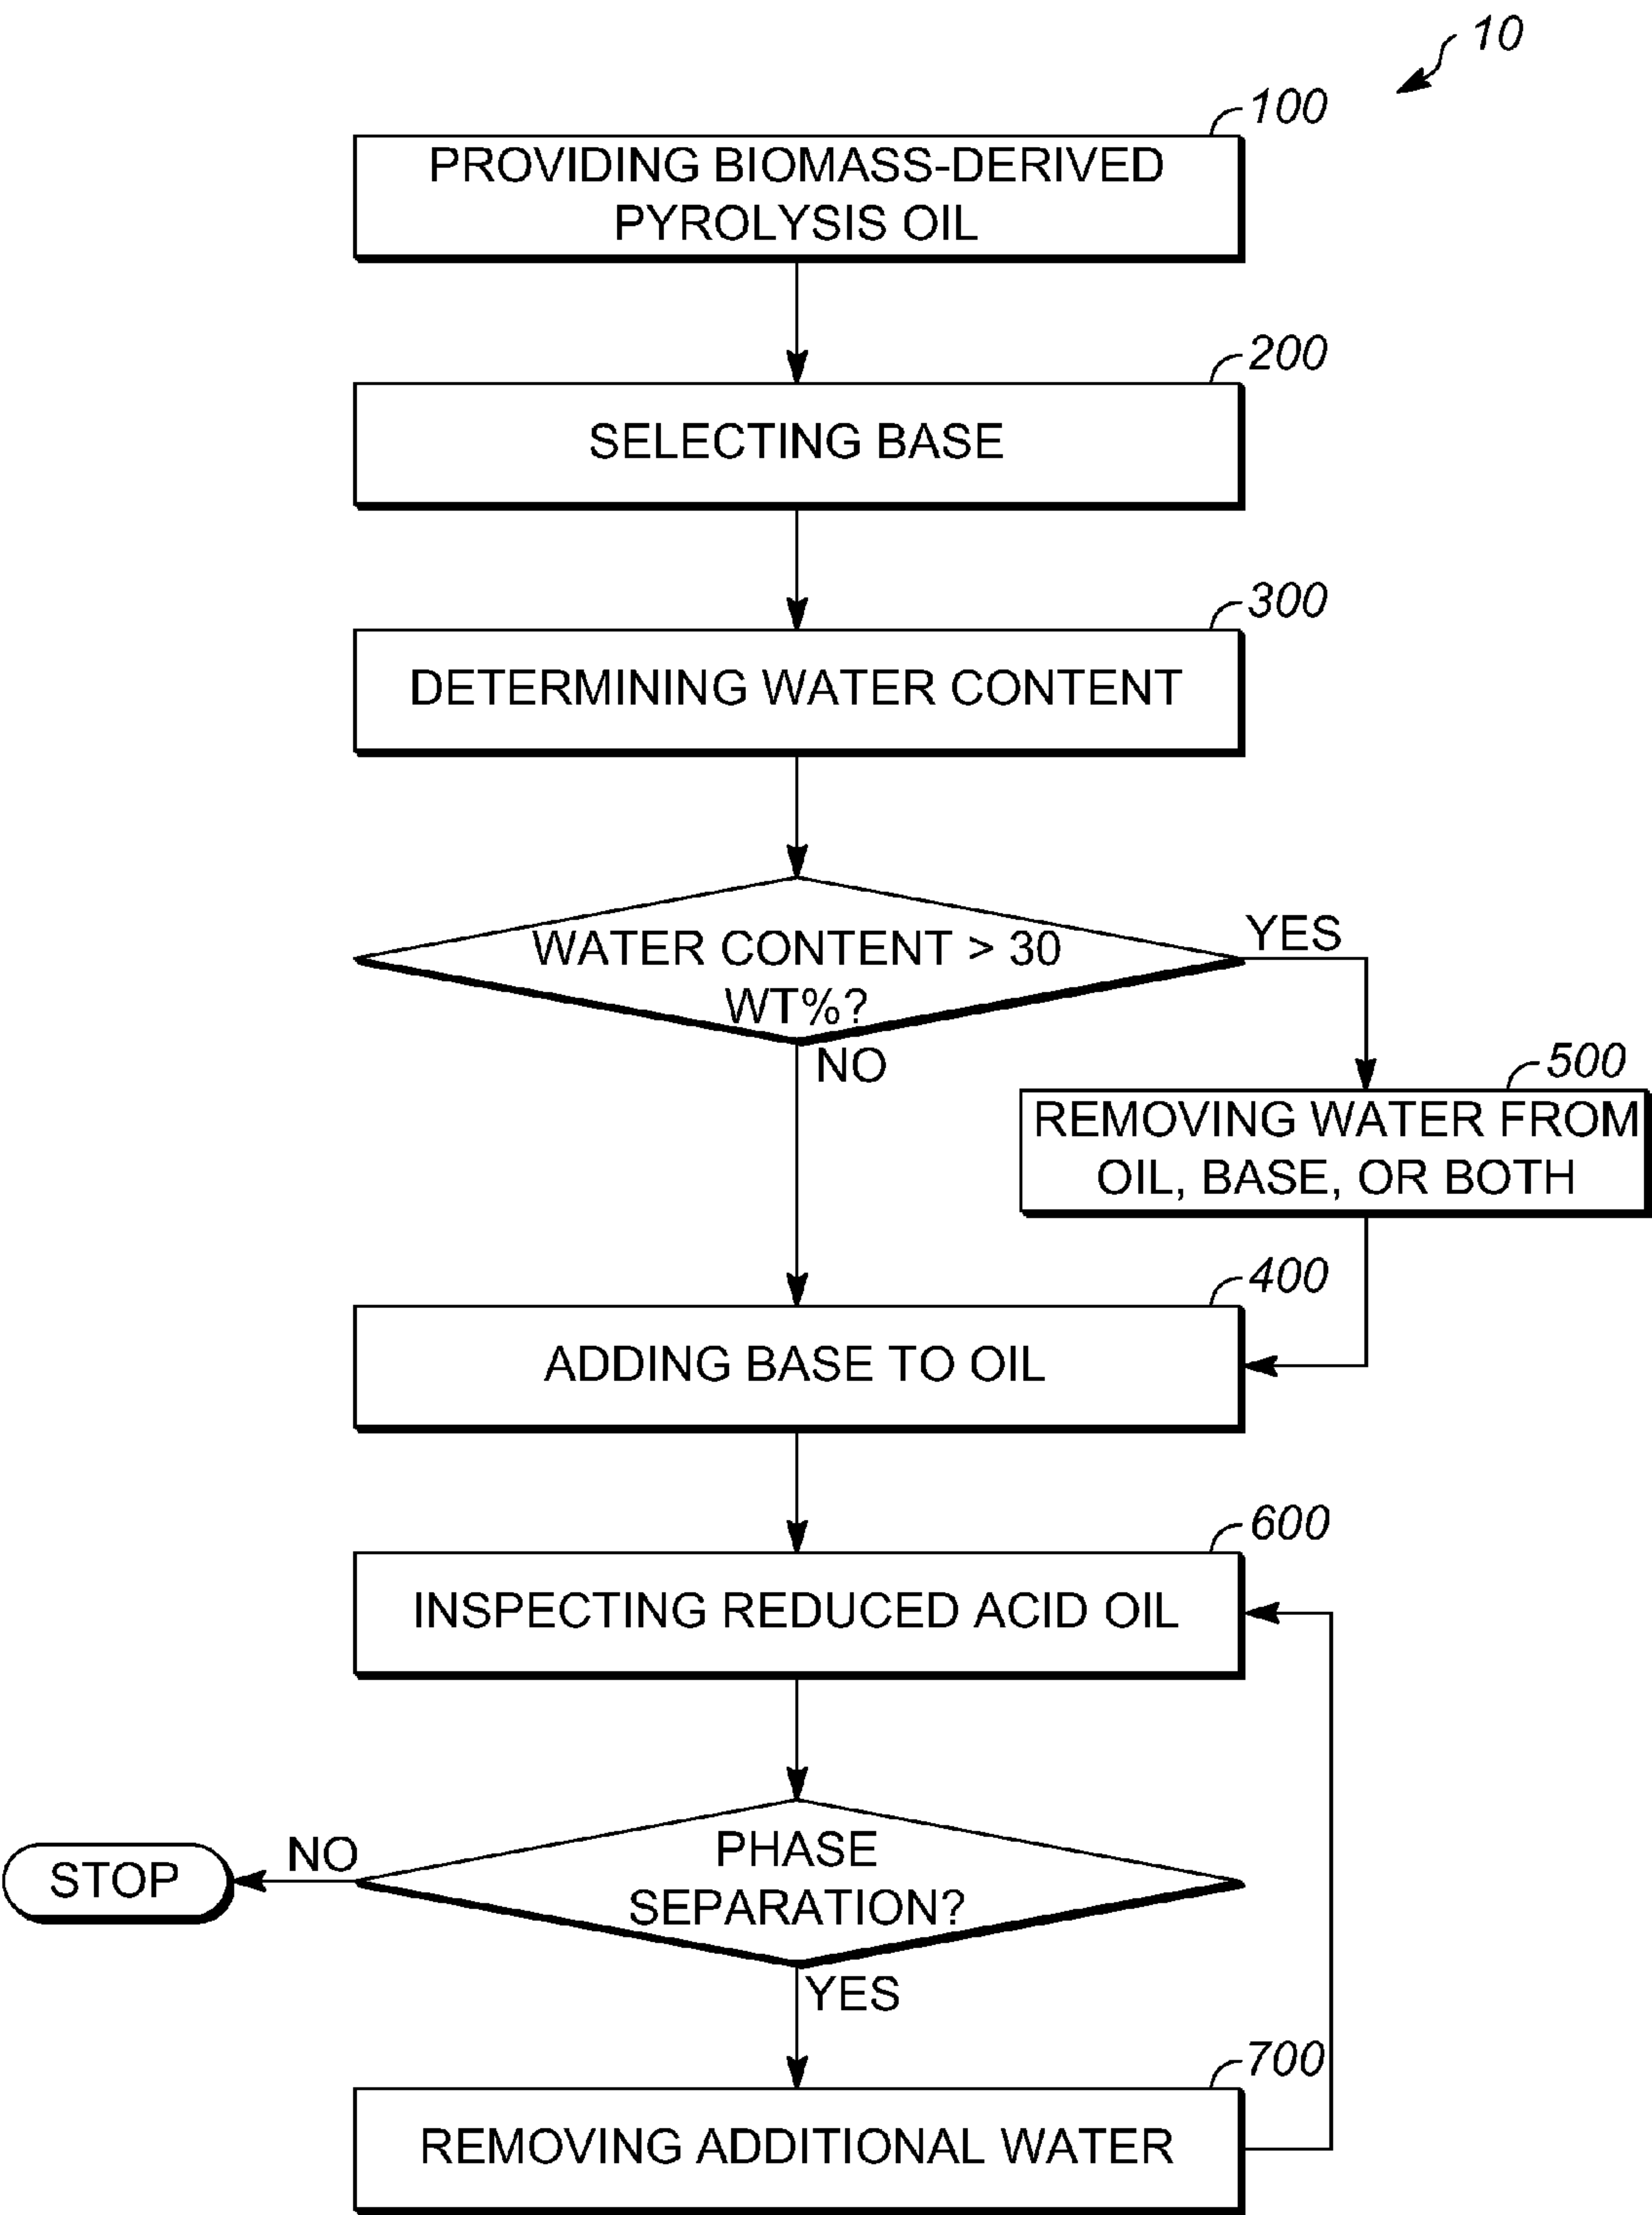 10
100
PROVIDING BIOMASS-DERIVED
PYROLYSIS OIL
200
SELECTING BASE
300
DETERMINING WATER CONTENT
WATER CONTENT > 30
WT%?
YES
NO
500
REMOVING WATER FROM
OIL, BASE, OR BOTH
400
ADDING BASE TO OIL
600
INSPECTING REDUCED ACID OIL
PHASE
SEPARATION?
NO
STOP
YES
700
REMOVING ADDITIONAL WATER